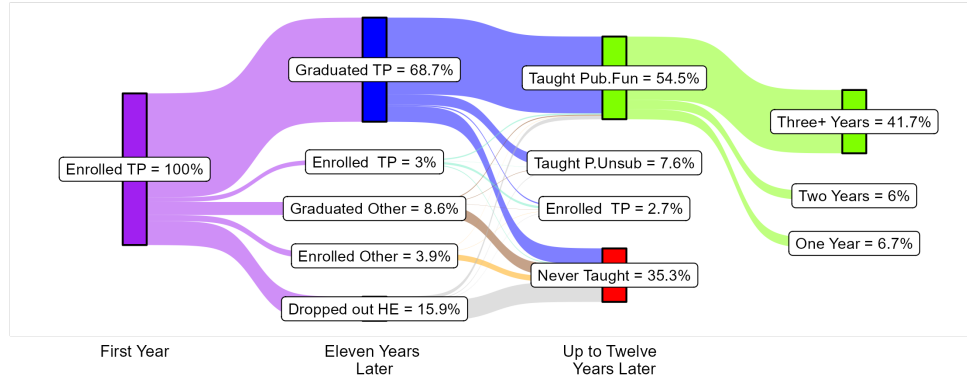 Enrolled TP = 100%
Graduated TP = 68.7%
Enrolled  TP = 3%
Graduated Other = 8.6%
Enrolled Other = 3.9%
Dropped out HE = 15.9%
Taught Pub.Fun = 54.5%
Taught P.Unsub = 7.6%
Enrolled  TP = 2.7%
Never Taught = 35.3%
Three+ Years = 41.7%
Two Years = 6%
One Year = 6.7%
First Year
Eleven Years
Later
Up to Twelve
Years Later